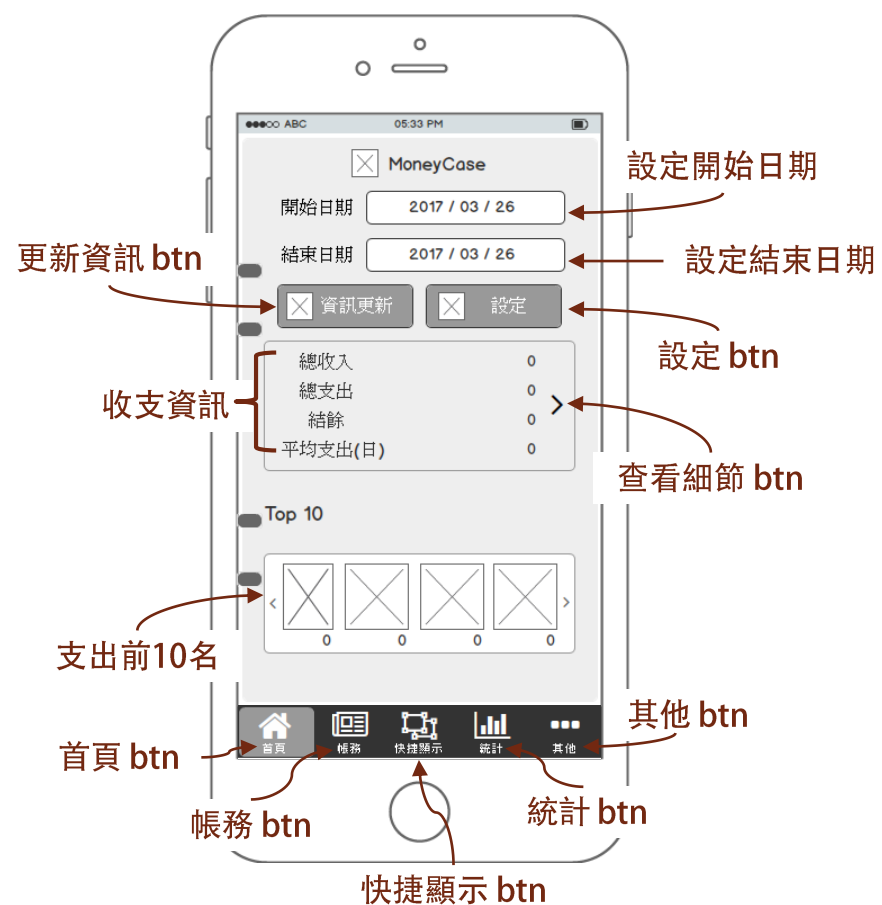 ABC 05:33 PM
MoneyCase
設定開始日期
開始日期 2017 / 03 / 26
更新資訊 btn
結束日期 2017 / 03 / 26
設定結束日期
資訊更新 設定
設定 btn
收支資訊
總收入 0
總支出 0
結餘 0
平均支出(日) 0
查看細節 btn
Top 10
0 0 0 0
支出前10名
其他 btn
首頁 帳務 快捷顯示 統計 其他
首頁 btn
帳務 btn
統計 btn
快捷顯示 btn